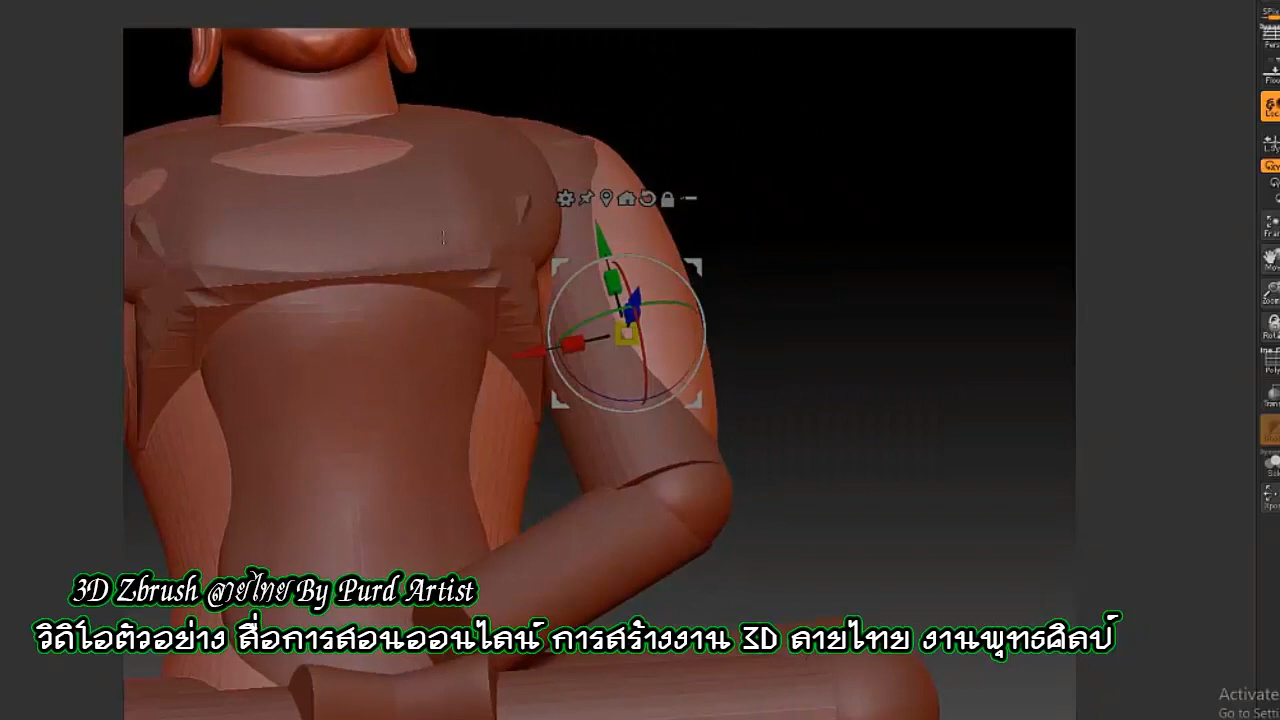 3D Zbrush ลายไทย By Purd Artist
วิดิโอตัวอย่าง สื่อการสอนออนไลน์ การสร้างงาน 3D ลายไทย งานพุทธศิลป์
Activate
Go to Setti